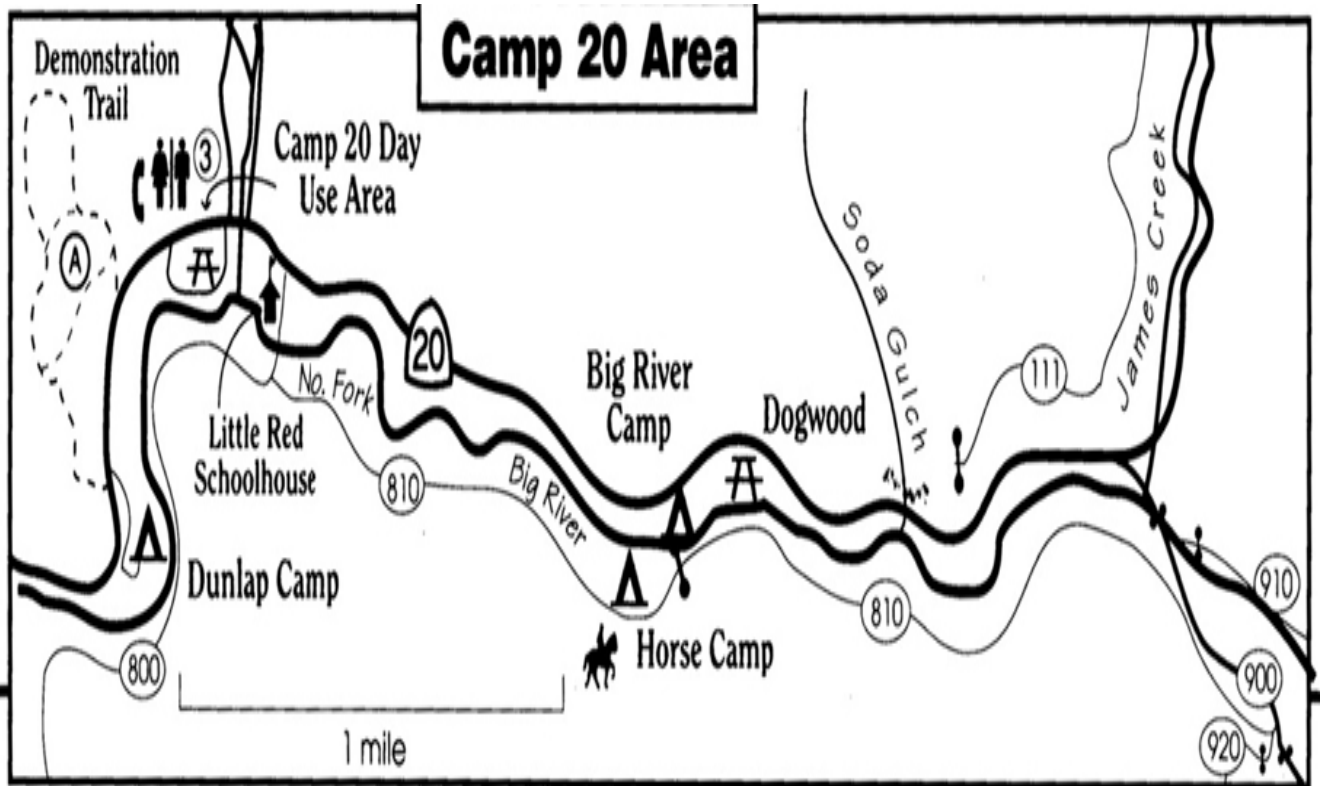 Camp 20 Area
Demonstration
Trail
3
Camp 20 Day
Use Area
A
20
No. Fork
Little Red
Schoolhouse
810
Big River
Big River
Camp
Dogwood
Soda Gulch
111
James Creek
Dunlap Camp
800
Horse Camp
810
910
900
920
1 mile